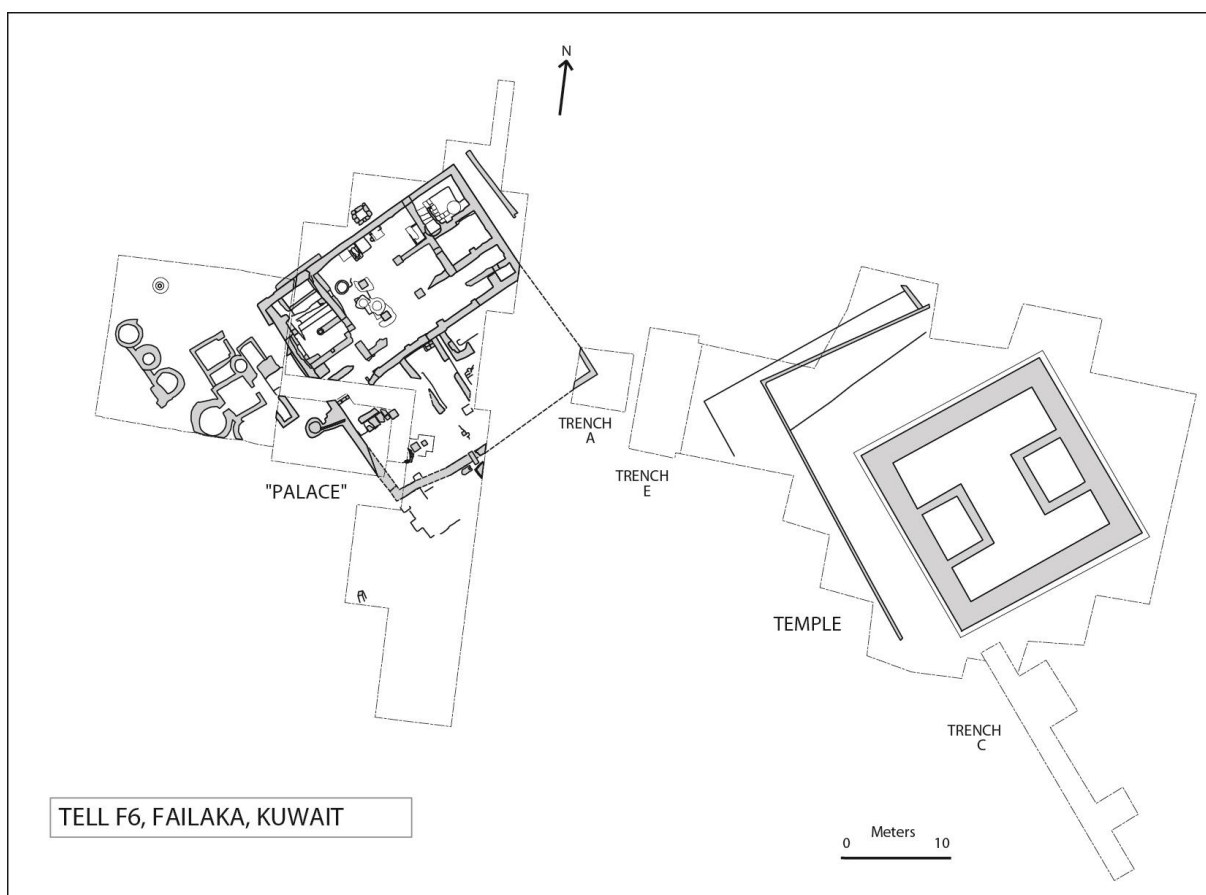 N
TRENCH
A
TRENCH
E
"PALACE"
TEMPLE
TRENCH
C
TELL F6, FAILAKA, KUWAIT
Meters
0 10